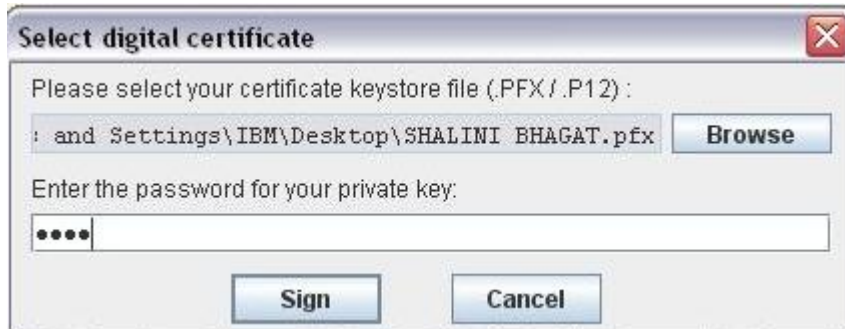 Select digital certificate
Please select your certificate keystore file (.PFX / .P12) :
: and Settings\IBM\Desktop\SHALINI BHAGAT.pfx Browse
Enter the password for your private key:
••••
Sign Cancel